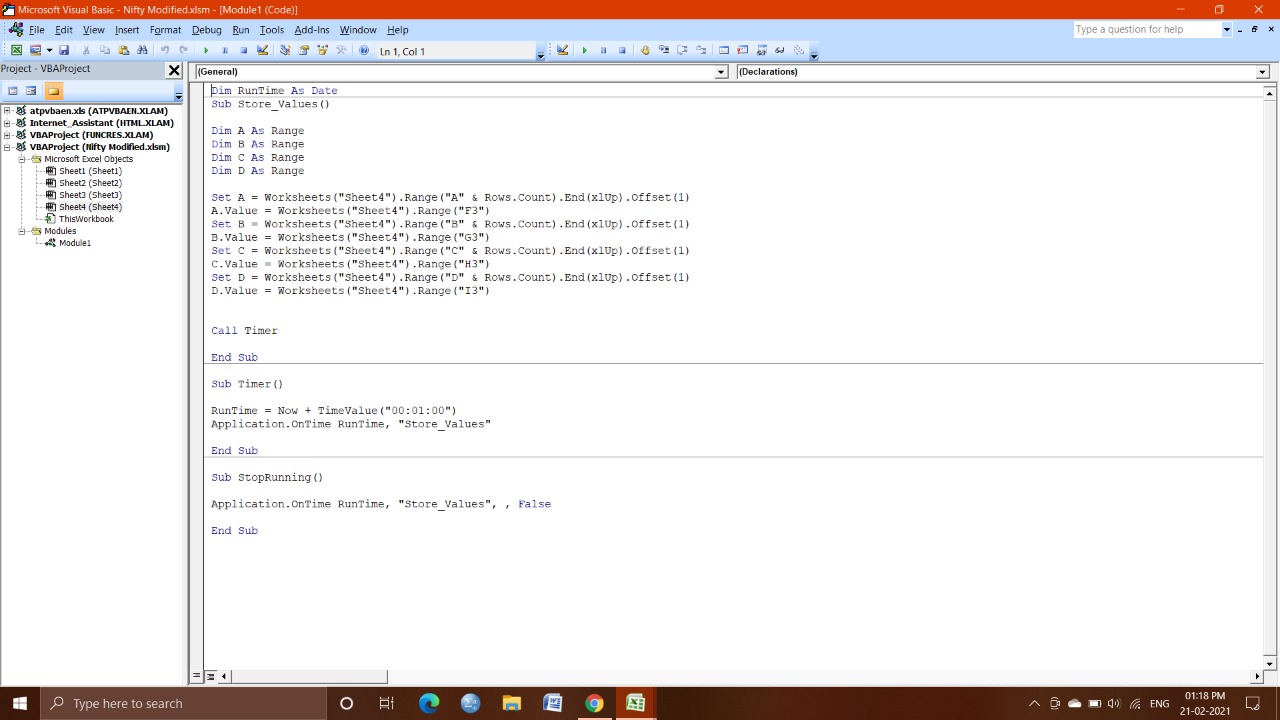 Microsoft Visual Basic - Nifty Modified.xlsm - [Module1 (Code)]
File Edit View Insert Format Debug Run Tools Add-Ins Window Help
Type a question for help
Ln 1, Col 1
Project - VBAProject
(General)
(Declarations)
atpvbaen.xls (ATPVBAEN.XLAM)
Internet_Assistant (HTML.XLAM)
VBAProject (FUNCRES.XLAM)
VBAProject (Nifty Modified.xlsm)
Microsoft Excel Objects
Sheet1 (Sheet1)
Sheet2 (Sheet2)
Sheet3 (Sheet3)
Sheet4 (Sheet4)
ThisWorkbook
Modules
Module1
Dim RunTime As Date
Sub Store_Values()
Dim A As Range
Dim B As Range
Dim C As Range
Dim D As Range
Set A = Worksheets("Sheet4").Range("A" & Rows.Count).End(xlUp).Offset(1)
A.Value = Worksheets("Sheet4").Range("F3")
Set B = Worksheets("Sheet4").Range("B" & Rows.Count).End(xlUp).Offset(1)
B.Value = Worksheets("Sheet4").Range("G3")
Set C = Worksheets("Sheet4").Range("C" & Rows.Count).End(xlUp).Offset(1)
C.Value = Worksheets("Sheet4").Range("H3")
Set D = Worksheets("Sheet4").Range("D" & Rows.Count).End(xlUp).Offset(1)
D.Value = Worksheets("Sheet4").Range("I3")
Call Timer
End Sub
Sub Timer()
RunTime = Now + TimeValue("00:01:00")
Application.OnTime RunTime, "Store_Values"
End Sub
Sub StopRunning()
Application.OnTime RunTime, "Store_Values", , False
End Sub
Type here to search
ENG
01:18 PM
21-02-2021